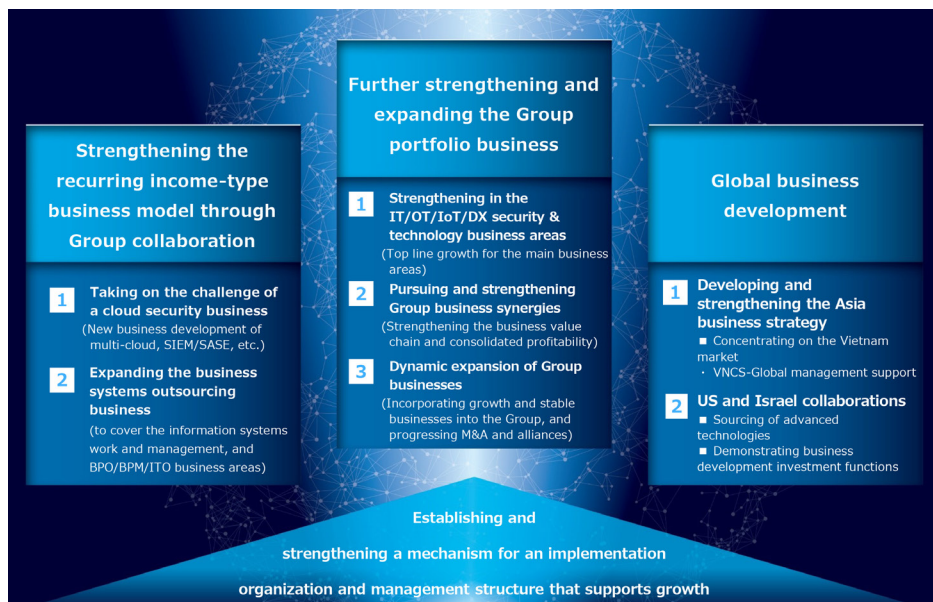 Strengthening the
recurring income-type
business model through
Group collaboration
1 Taking on the challenge of
a cloud security business
(New business development of
multi-cloud, SIEM/SASE, etc.)
2 Expanding the business
systems outsourcing
business
(to cover the information systems
work and management, and
BPO/BPM/ITO business areas)
Further strengthening and
expanding the Group
portfolio business
1 Strengthening in the
IT/OT/IoT/DX security &
technology business areas
(Top line growth for the main business
areas)
2 Pursuing and strengthening
Group business synergies
(Strengthening the business value
chain and consolidated profitability)
3 Dynamic expansion of Group
businesses
(Incorporating growth and stable
businesses into the Group, and
progressing M&A and alliances)
Global business
development
1 Developing and
strengthening the Asia
business strategy
■ Concentrating on the Vietnam
market
・VNCS-Global management support
2 US and Israel collaborations
■ Sourcing of advanced
technologies
■ Demonstrating business
development investment functions
Establishing and
strengthening a mechanism for an implementation
organization and management structure that supports growth